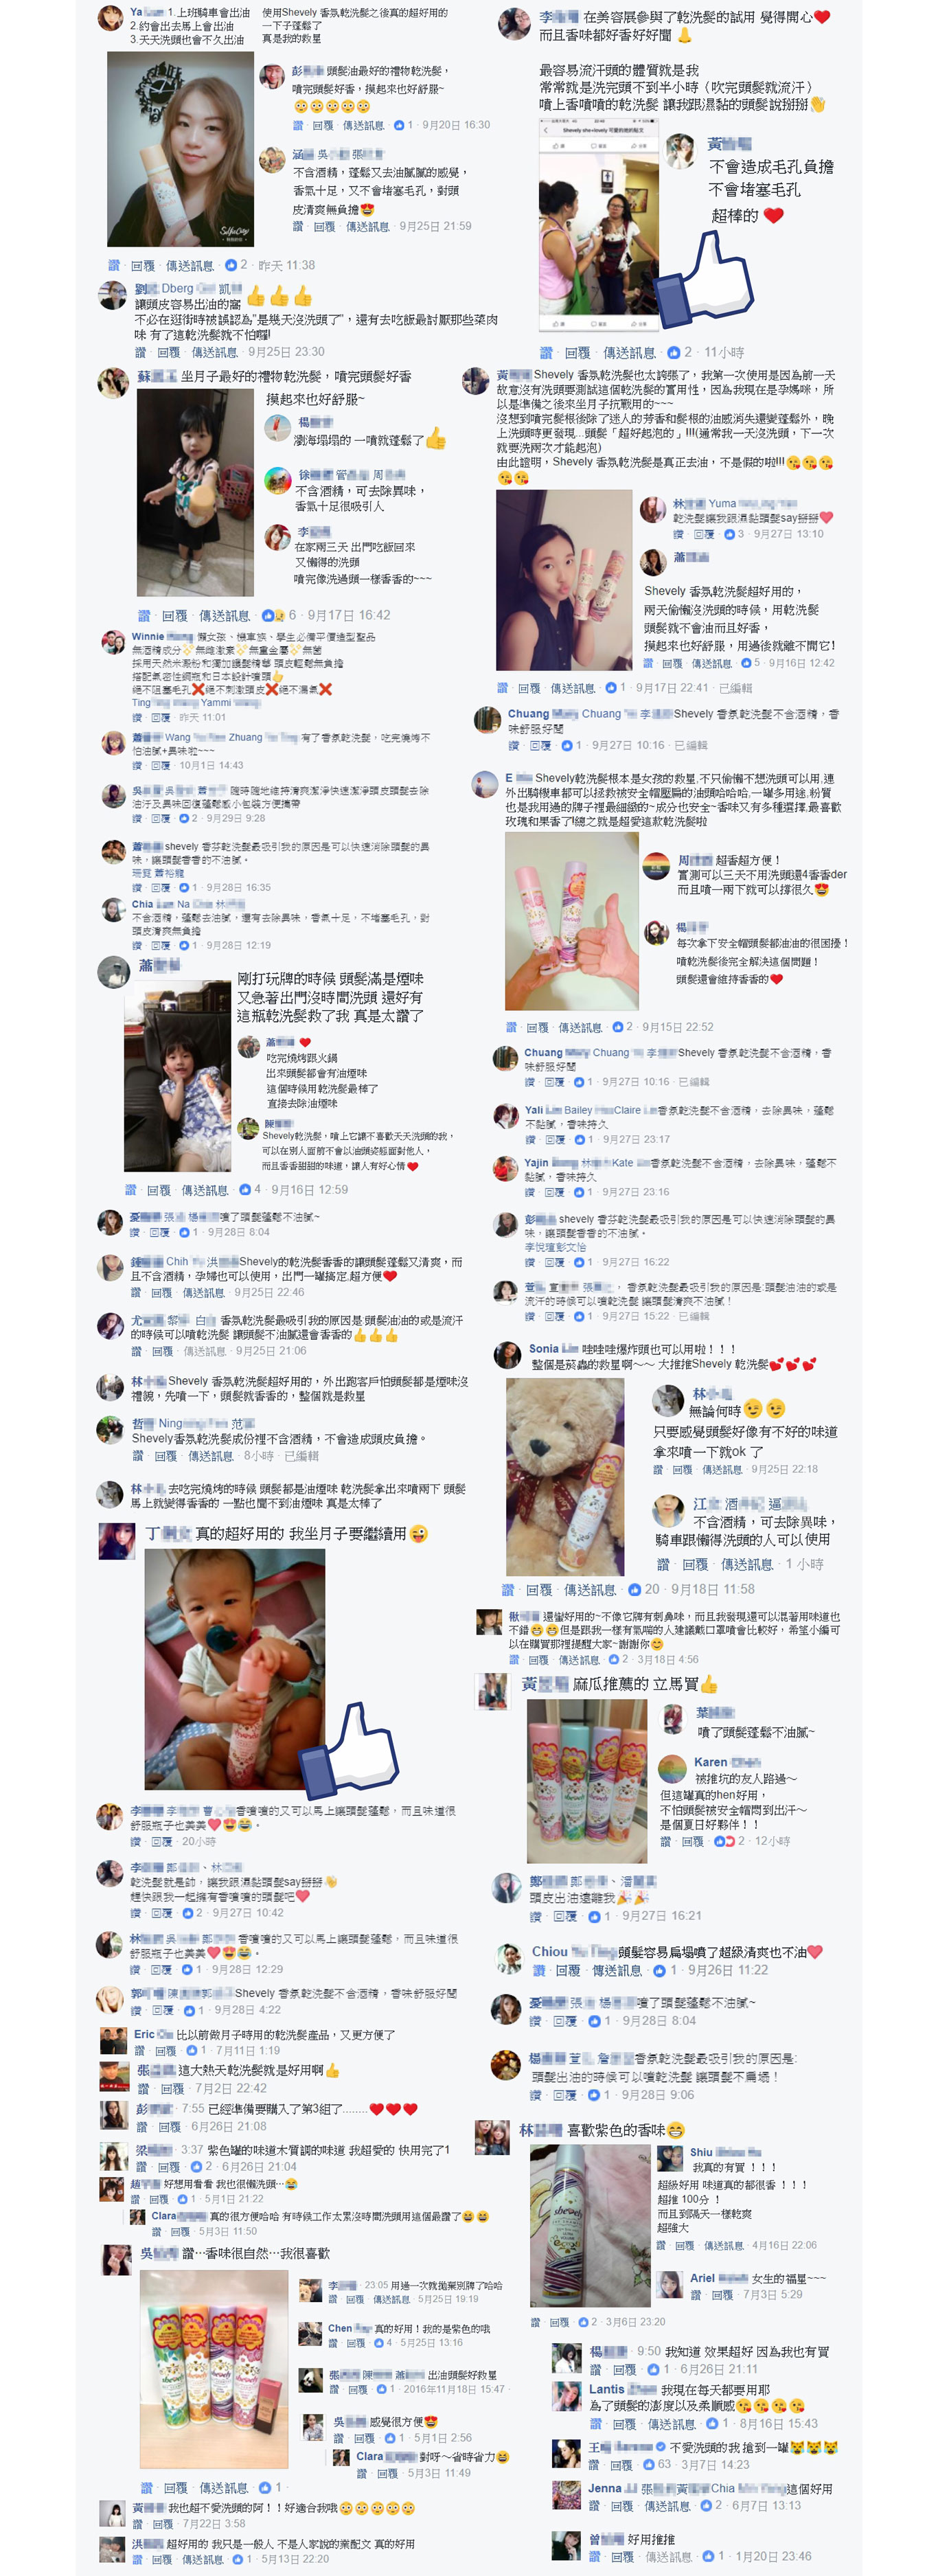 1.上班騎車會出油
2.約會出去馬上會出油
3.天天洗頭也會不久出油
使用Shevely 香氛乾洗髮之後真的超好用的
一下子蓬鬆了
真是我的救星
頭髮油最好的禮物乾洗髮，
噴完頭髮好香，摸起來也好舒服~
讚 · 回覆 · 傳送訊息 · 1 · 9月20日 16:30
不含酒精，蓬鬆又去油膩膩的感覺，
香氣十足，又不會堵塞毛孔，對頭
皮清爽無負擔
讚 · 回覆 · 傳送訊息 · 9月25日 21:59
讚 · 回覆 · 傳送訊息 · 2 · 昨天 11:38
Dberg
讓頭皮容易出油的窩
不必在逛街時被誤認為"是幾天沒洗頭了"，還有去吃飯最討厭那些菜肉
味 有了這乾洗髮就不怕囉!
讚 · 回覆 · 傳送訊息 · 9月25日 23:30
李 在美容展參與了乾洗髮的試用 覺得開心
而且香味都好香好好聞
最容易流汗頭的體質就是我
常常就是洗完頭不到半小時（吹完頭髮就流汗）
噴上香噴噴的乾洗髮 讓我跟濕黏的頭髮說掰掰
黃
不會造成毛孔負擔
不會堵塞毛孔
超棒的
讚 · 回覆 · 傳送訊息 · 2 · 11小時
蘇 坐月子最好的禮物乾洗髮，噴完頭髮好香
摸起來也好舒服~
楊
瀏海塌塌的 一噴就蓬鬆了
徐
不含酒精，可去除異味，
香氣十足很吸引人
李
在家兩三天 出門吃飯回來
又懶得的洗頭
噴完像洗過頭一樣香香的~~~
讚 · 回覆 · 傳送訊息 · 6 · 9月17日 16:42
黃 Shevely 香氛乾洗髮也太誇張了，我第一次使用是因為前一天
故意沒有洗頭要測試這個乾洗髮的實用性，因為我現在是孕媽咪，所
以是準備之後來坐月子抗戰用的~~~
沒想到噴完髮根後除了迷人的芳香和髮根的油感消失還變蓬鬆外，晚
上洗頭時更發現...頭髮「超好起泡的」!!!(通常我一天沒洗頭，下一次
就要洗兩次才能起泡)
由此證明，Shevely 香氛乾洗髮是真正去油，不是假的啦!!!
林 Yuma
乾洗髮讓我跟濕黏頭髮say掰掰
讚 · 回覆 · 3 · 9月27日 13:10
蕭
Shevely 香氛乾洗髮超好用的，
兩天偷懶沒洗頭的時候，用乾洗髮
頭髮就不會油而且好香，
摸起來也好舒服，用過後就離不開它!
讚 · 回覆 · 傳送訊息 · 5 · 9月16日 12:42
讚 · 回覆 · 傳送訊息 · 1 · 9月17日 22:41 · 已編輯
Winnie 懶女孩、機車族、學生必備平價造型聖品
無酒精成分 無雌激素 無重金屬 無菌
採用天然米澱粉和獨加護髮精華 頭皮輕鬆無負擔
搭配氣密性鋼瓶和日本設計噴頭
絕不阻塞毛孔 絕不刺激頭皮 絕不漏氣
Ting Yammi
讚 · 回覆 · 昨天 11:01
蕭 Wang Zhuang 有了香氛乾洗髮，吃完燒烤不
怕油膩+異味啦~~~
讚 · 回覆 · 10月1日 14:43
吳 隨時隨地維持清爽潔淨快速潔淨頭皮頭髮去除
油汙及異味回復蓬鬆感小包裝方便攜帶
讚 · 回覆 · 2 · 9月29日 9:28
蕭 shevely 香芬乾洗髮最吸引我的原因是可以快速消除頭髮的異
味，讓頭髮香香的不油膩。
讚 · 回覆 · 1 · 9月28日 16:35
Chia Na 林
不含酒精，蓬鬆去油膩，還有去除異味，香氣十足，不堵塞毛孔，對
頭皮清爽無負擔
讚 · 回覆 · 1 · 9月28日 12:19
Chuang Chuang 李 Shevely 香氛乾洗髮不含酒精，香
味舒服好聞
讚 · 回覆 · 1 · 9月27日 10:16 · 已編輯
E Shevely乾洗髮根本是女孩的救星,不只偷懶不想洗頭可以用,連
外出騎機車都可以拯救被安全帽壓扁的油頭哈哈哈,一罐多用途,粉質
也是我用過的牌子裡最細緻的~成分也安全~香味又有多種選擇,最喜歡
玫瑰和果香了!總之就是超愛這款乾洗髮啦
周 超香超方便！
實測可以三天不用洗頭還4香香der
而且噴一兩下就可以撐很久
楊
每次拿下安全帽頭髮都油油的很困擾！
噴乾洗髮後完全解決這個問題！
頭髮還會維持香香的
讚 · 回覆 · 傳送訊息 · 2 · 9月15日 22:52
蕭
剛打玩牌的時候 頭髮滿是煙味
又急著出門沒時間洗頭 還好有
這瓶乾洗髮救了我 真是太讚了
蕭
吃完燒烤跟火鍋
出來頭髮都會有油煙味
這個時候用乾洗髮最棒了
直接去除油煙味
陳
Shevely乾洗髮，噴上它讓不喜歡天天洗頭的我，
可以在別人面前不會以油頭姿態面對他人，
而且香香甜甜的味道，讓人有好心情
讚 · 回覆 · 傳送訊息 · 4 · 9月16日 12:59
Chuang Chuang 李 Shevely 香氛乾洗髮不含酒精，香
味舒服好聞
讚 · 回覆 · 1 · 9月27日 10:16 · 已編輯
Yali Bailey Claire 香氛乾洗髮不含酒精，去除異味，蓬鬆
不黏膩，香味持久
讚 · 回覆 · 1 · 9月27日 23:17
Yajin 林 Kate 香氛乾洗髮不含酒精，去除異味，蓬鬆不
黏膩，香味持久
讚 · 回覆 · 1 · 9月27日 23:16
彭 shevely 香芬乾洗髮最吸引我的原因是可以快速消除頭髮的異
味，讓頭髮香香的不油膩。
讚 · 回覆 · 1 · 9月27日 16:22
，香氛乾洗髮最吸引我的原因是:頭髮油油的或是
流汗的時候可以噴乾洗髮 讓頭髮清爽不油膩！
讚 · 回覆 · 1 · 9月27日 15:22 · 已編輯
噴了頭髮蓬鬆不油膩~
讚 · 回覆 · 1 · 9月28日 8:04
鍾 Chih 洪 Shevely的乾洗髮香香的讓頭髮蓬鬆又清爽，而
且不含酒精，孕婦也可以使用，出門一罐搞定,超方便
讚 · 回覆 · 傳送訊息 · 9月25日 22:46
尤 黎 白 香氛乾洗髮最吸引我的原因是:頭髮油油的或是流汗
的時候可以噴乾洗髮 讓頭髮不油膩還會香香的
讚 · 回覆 · 傳送訊息 · 9月25日 21:06
林 Shevely 香氛乾洗髮超好用的，外出跑客戶怕頭髮都是煙味沒
禮貌，先噴一下，頭髮就香香的，整個就是救星
哲 Ning 范
Shevely香氛乾洗髮成份裡不含酒精，不會造成頭皮負擔。
讚 · 回覆 · 傳送訊息 · 8小時 · 已編輯
林 去吃完燒烤的時候 頭髮都是油煙味 乾洗髮拿出來噴兩下 頭髮
馬上就變得香香的 一點也聞不到油煙味 真是太棒了
丁 真的超好用的 我坐月子要繼續用
Sonia 哇哇哇爆炸頭也可以用啦！！！
整個是菸蟲的救星啊～～ 大推推Shevely 乾洗髮
林
無論何時
只要感覺頭髮好像有不好的味道
拿來噴一下就ok 了
讚 · 回覆 · 傳送訊息 · 9月25日 22:18
江 酒
不含酒精，可去除異味，
騎車跟懶得洗頭的人可以使用
讚 · 回覆 · 傳送訊息 · 1 小時
讚 · 回覆 · 傳送訊息 · 20 · 9月18日 11:58
還蠻好用的~不像它牌有刺鼻味，而且我發現還可以混著用味道也
不錯 但是跟我一樣有氣喘的人建議戴口罩噴會比較好，希望小編可
以在購買那裡提醒大家~謝謝你
讚 · 回覆 · 傳送訊息 · 2 · 3月18日 4:56
黃 麻瓜推薦的 立馬買
葉
噴了頭髮蓬鬆不油膩~
Karen
被推坑的友人路過～
但這罐真的hen好用，
不怕頭髮被安全帽悶到出汗～
是個夏日好夥伴！！
讚 · 回覆 · 2 · 12小時
李 李 曹 香噴噴的又可以馬上讓頭髮蓬鬆，而且味道很
舒服瓶子也美美 。
讚 · 回覆 · 20小時
李 鄭 、林
乾洗髮就是帥，讓我跟濕黏頭髮say掰掰
趕快跟我一起擁有香噴噴的頭髮吧
讚 · 回覆 · 2 · 9月27日 10:42
林 吳 鄭 香噴噴的又可以馬上讓頭髮蓬鬆，而且味道很
舒服瓶子也美美 。
讚 · 回覆 · 1 · 9月28日 12:29
郭 陳 Shevely 香氛乾洗髮不含酒精，香味舒服好聞
讚 · 回覆 · 1 · 9月28日 4:22
鄭 鄭 、潘
頭皮出油遠離我
讚 · 回覆 · 1 · 9月27日 16:21
Chiou 頭髮容易扁塌噴了超級清爽也不油
讚 · 回覆 · 傳送訊息 · 1 · 9月26日 11:22
張 楊 噴了頭髮蓬鬆不油膩~
讚 · 回覆 · 1 · 9月28日 8:04
楊 香氛乾洗髮最吸引我的原因是:
頭髮出油的時候可以噴乾洗髮 讓頭髮不扁塌！
讚 · 回覆 · 1 · 9月28日 9:06
Eric 比以前做月子時用的乾洗髮產品，又更方便了
讚 · 回覆 · 1 · 7月11日 1:19
張 這大熱天乾洗髮就是好用啊
讚 · 回覆 · 7月2日 22:42
彭 · 7:55 已經準備要購入了第3組了........
讚 · 回覆 · 6月26日 21:08
梁 · 3:37 紫色罐的味道木質調的味道 我超愛的 快用完了1
讚 · 回覆 · 2 · 6月26日 21:04
趙 好想用看看 我也很懶洗頭…
讚 · 回覆 · 1 · 5月1日 21:22
Clara 真的很方便哈哈 有時候工作太累沒時間洗頭用這個最讚了
讚 · 回覆 · 5月3日 11:50
林 喜歡紫色的香味
shevely
Shiu
我真的有買 ！！！
超級好用 味道真的都很香 ！！！
超推 100分 ！
而且到隔天一樣乾爽
超強大
讚 · 回覆 · 傳送訊息 · 4月16日 22:06
Ariel 女生的福星~~~
讚 · 回覆 · 7月3日 5:29
讚 · 回覆 · 2 · 3月6日 23:20
吳 讚…香味很自然…我很喜歡
李 · 23:05 用過一次就拋棄別牌了哈哈
讚 · 回覆 · 傳送訊息 · 5月25日 19:19
Chen 真的好用！我的是紫色的哦
讚 · 回覆 · 4 · 5月25日 13:16
張 陳 蕭 出油頭髮好救星
讚 · 回覆 · 1 · 2016年11月18日 15:47
吳 感覺很方便
讚 · 回覆 · 1 · 5月1日 2:56
Clara 對呀～省時省力
讚 · 回覆 · 5月3日 11:49
讚 · 回覆 · 傳送訊息 · 1 ·
黃 我也超不愛洗頭的阿！！好適合我哦
讚 · 回覆 · 7月22日 3:58
洪 超好用的 我只是一般人 不是人家說的業配文 真的好用
讚 · 回覆 · 傳送訊息 · 1 · 5月13日 22:20
楊 · 9:50 我知道 效果超好 因為我也有買
讚 · 回覆 · 1 · 6月26日 21:11
Lantis 我現在每天都要用耶
為了頭髮的澎度以及柔順感
讚 · 回覆 · 傳送訊息 · 1 · 8月16日 15:43
王 不愛洗頭的我 搶到一罐
讚 · 回覆 · 63 · 3月7日 14:23
Jenna 張 黃 Chia 這個好用
讚 · 回覆 · 傳送訊息 · 2 · 6月7日 13:13
曾 好用推推
讚 · 回覆 · 傳送訊息 · 1 · 1月20日 23:46